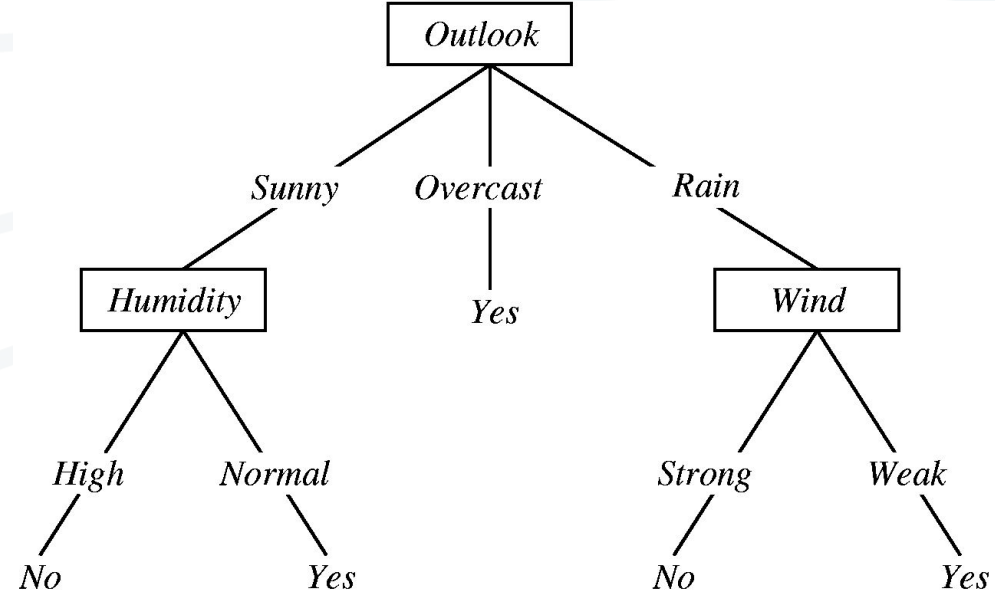 Outlook
Sunny Overcast Rain
Humidity Yes Wind
High Normal Strong Weak
No Yes No Yes